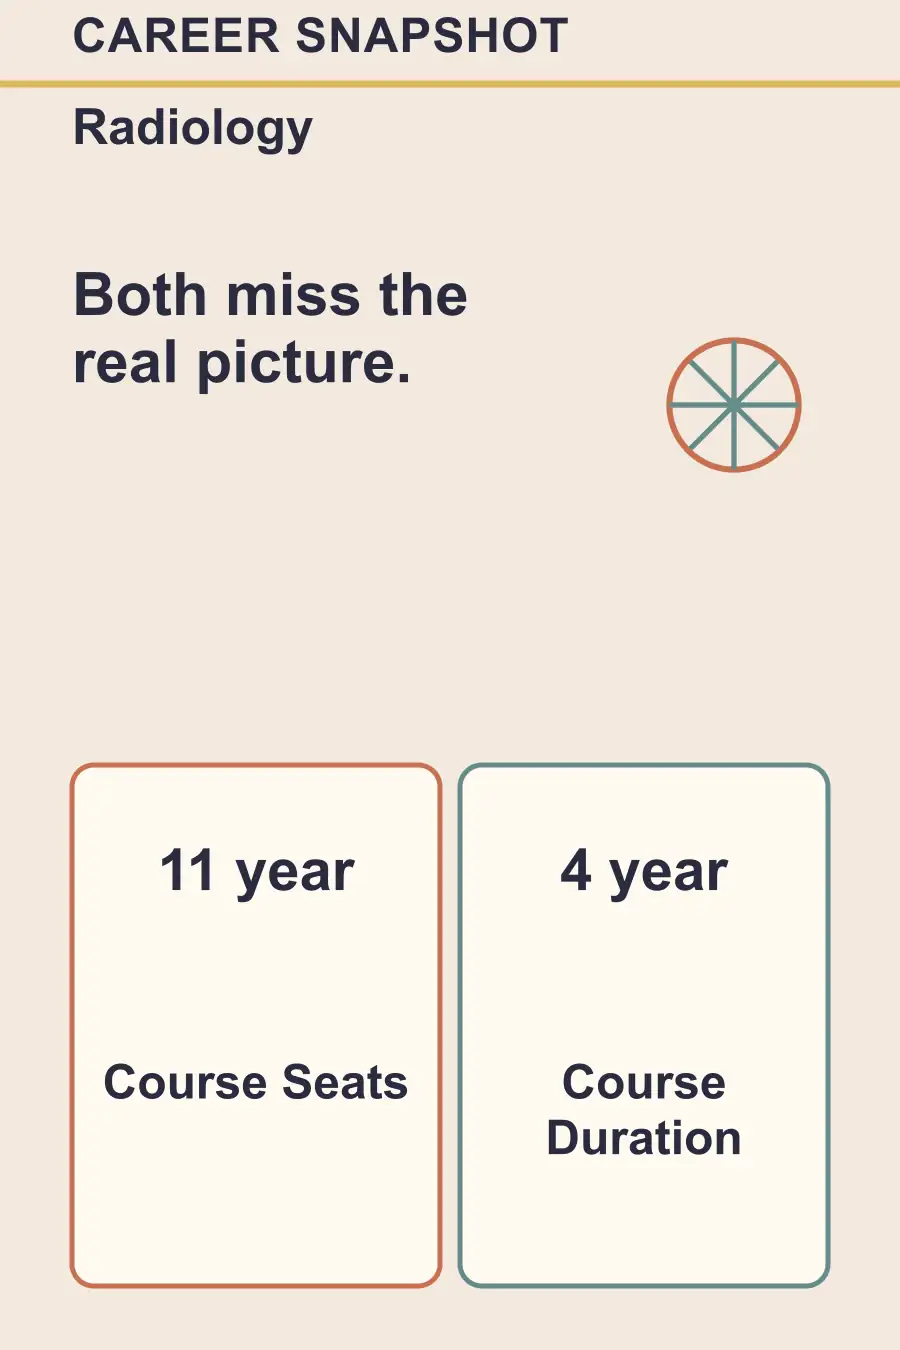 CAREER SNAPSHOT
Radiology
Both miss the
real picture.
11 year
Course Seats
4 year
Course
Duration